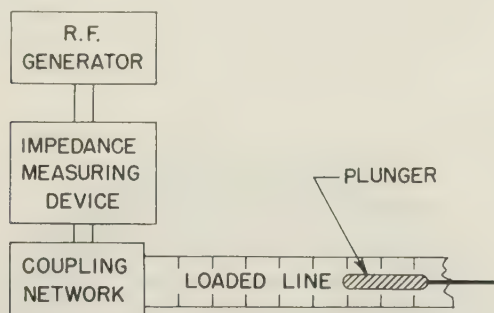 R.F.
GENERATOR
IMPEDANCE
MEASURING
DEVICE
PLUNGER
COUPLING
NETWORK
LOADED LINE